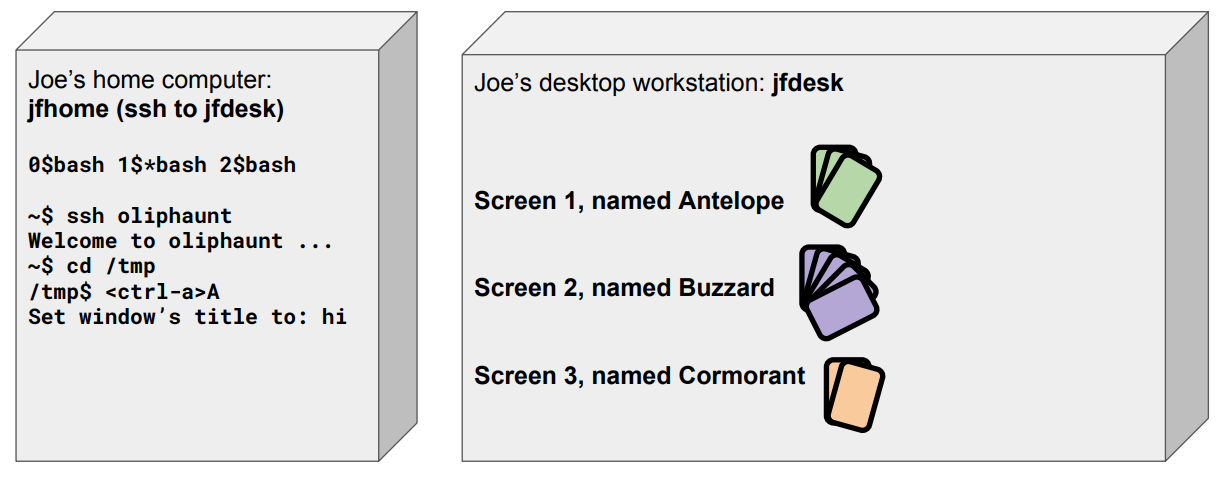 Joe’s home computer:
jfhome (ssh to jfdesk)
0$bash 1$*bash 2$bash
~$ ssh oliphaunt
Welcome to oliphaunt ...
~$ cd /tmp
/tmp$ <ctrl-a>A
Set window’s title to: hi
Joe’s desktop workstation: jfdesk
Screen 1, named Antelope
Screen 2, named Buzzard
Screen 3, named Cormorant